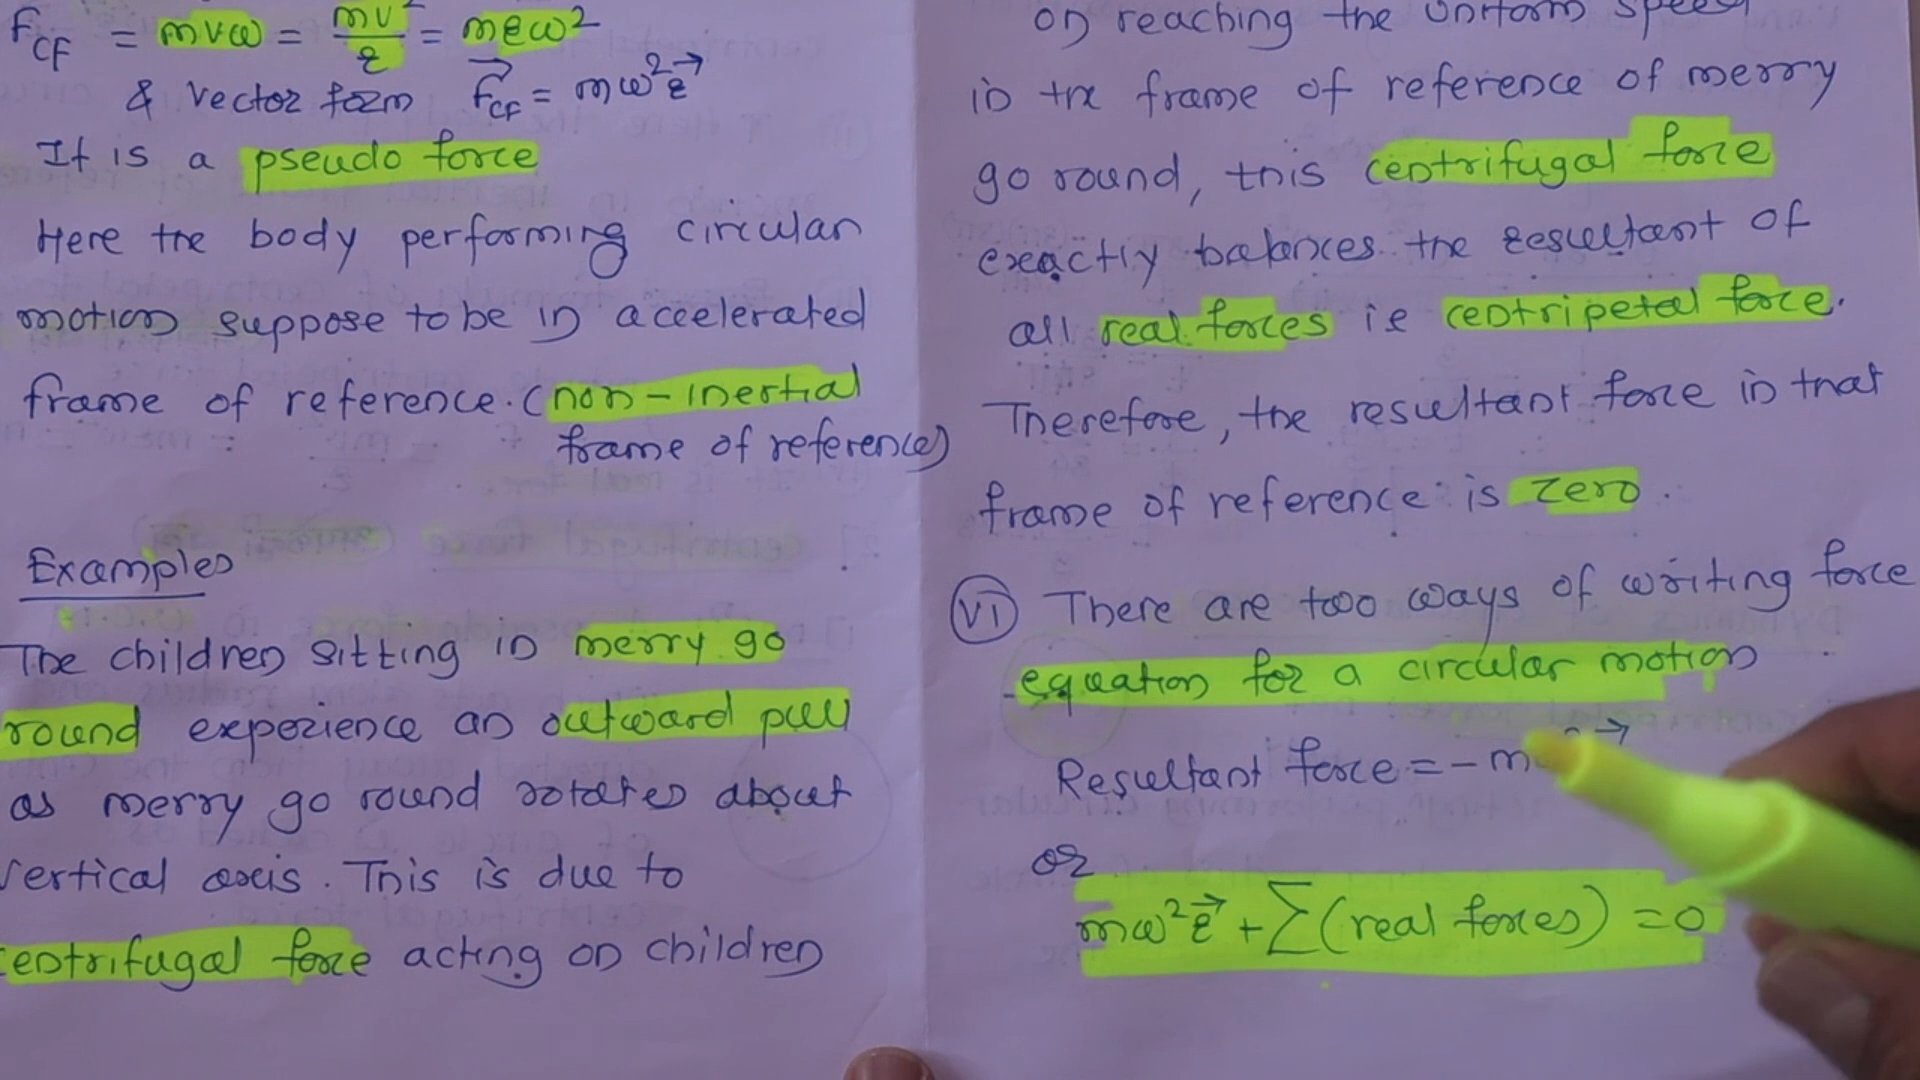 F_CF = mvω = mv²/r = mrω²
& vector form F⃗_CF = mω²r⃗
It is a pseudo force
Here the body performing circular
motion suppose to be in accelerated
frame of reference. (non-inertial
frame of reference)
Examples
The children sitting in merry go
round experience an outward pull
as merry go round rotates about
vertical axis. This is due to
centrifugal force acting on children
on reaching the uniform speed
in the frame of reference of merry
go round, this centrifugal force
exactly balances the resultant of
all real forces ie centripetal force.
Therefore, the resultant force in that
frame of reference is zero.
(VI) There are two ways of writing force
equation for a circular motion
Resultant force = - m
or
mω²r⃗ + Σ(real forces) = 0